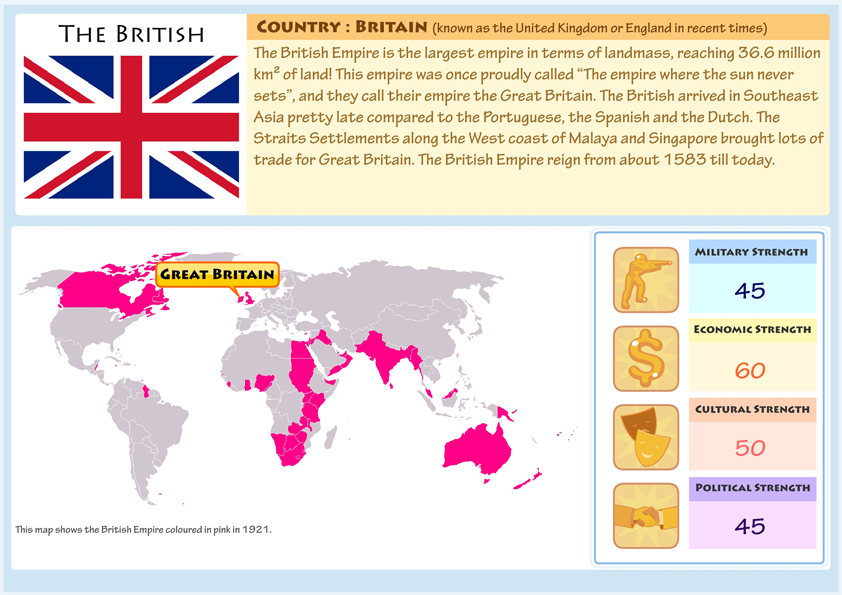 The British
Country : Britain (known as the United Kingdom or England in recent times)
The British Empire is the largest empire in terms of landmass, reaching 36.6 million
km² of land! This empire was once proudly called “The empire where the sun never
sets”, and they call their empire the Great Britain. The British arrived in Southeast
Asia pretty late compared to the Portuguese, the Spanish and the Dutch. The
Straits Settlements along the West coast of Malaya and Singapore brought lots of
trade for Great Britain. The British Empire reign from about 1583 till today.
Great Britain
This map shows the British Empire coloured in pink in 1921.
Military Strength
45
Economic Strength
60
Cultural Strength
50
Political Strength
45